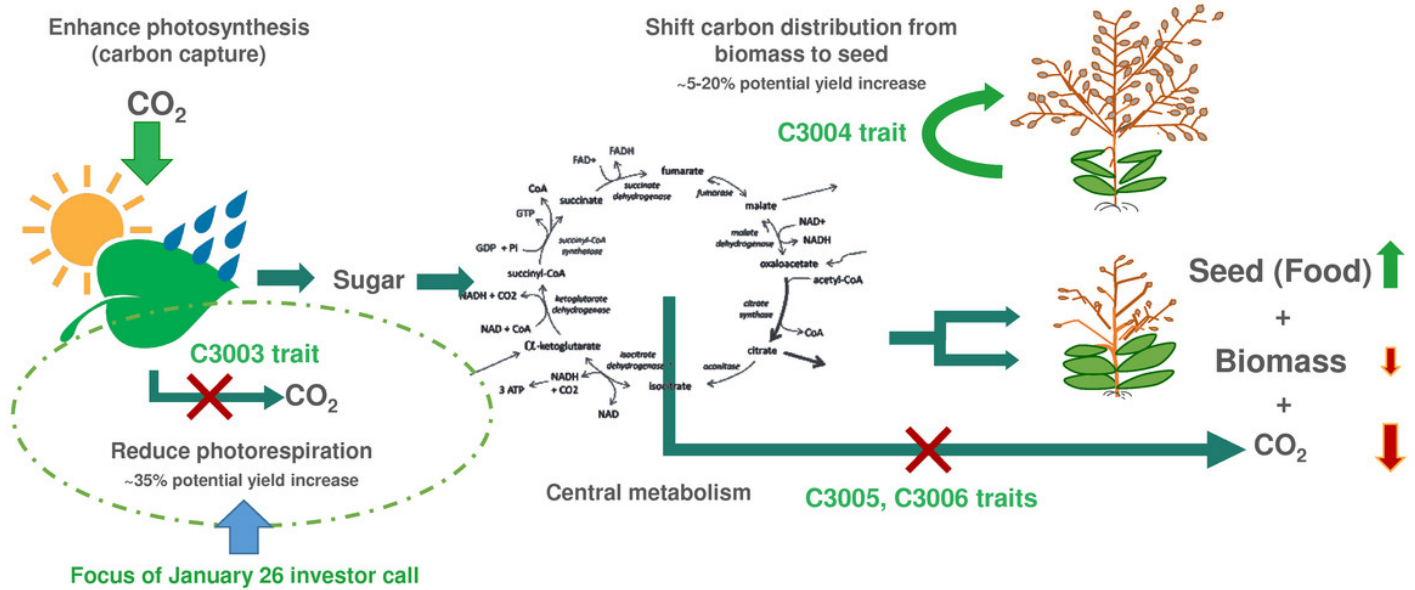 Enhance photosynthesis
(carbon capture)
CO2
Shift carbon distribution from
biomass to seed
~5-20% potential yield increase
C3004 trait
Sugar
FADH
FAD+
fumarate
succinate
dehydrogenase
fumarase
CoA
succinate
malate
GTP
NAD+
GDP + Pi
succinyl-CoA
synthetase
malate
dehydrogenase
NADH
succinyl-CoA
oxaloacetate
acetyl-CoA
NADH + CO2
ketoglutarate
dehydrogenase
citrate
synthase
NAD + CoA
CoA
α-ketoglutarate
isocitrate
dehydrogenase
citrate
aconitase
NADH
+ CO2
3 ATP
isocitrate
NAD
Central metabolism
C3003 trait
CO2
Reduce photorespiration
~35% potential yield increase
Focus of January 26 investor call
Seed (Food)
+
Biomass
+
CO2
C3005, C3006 traits